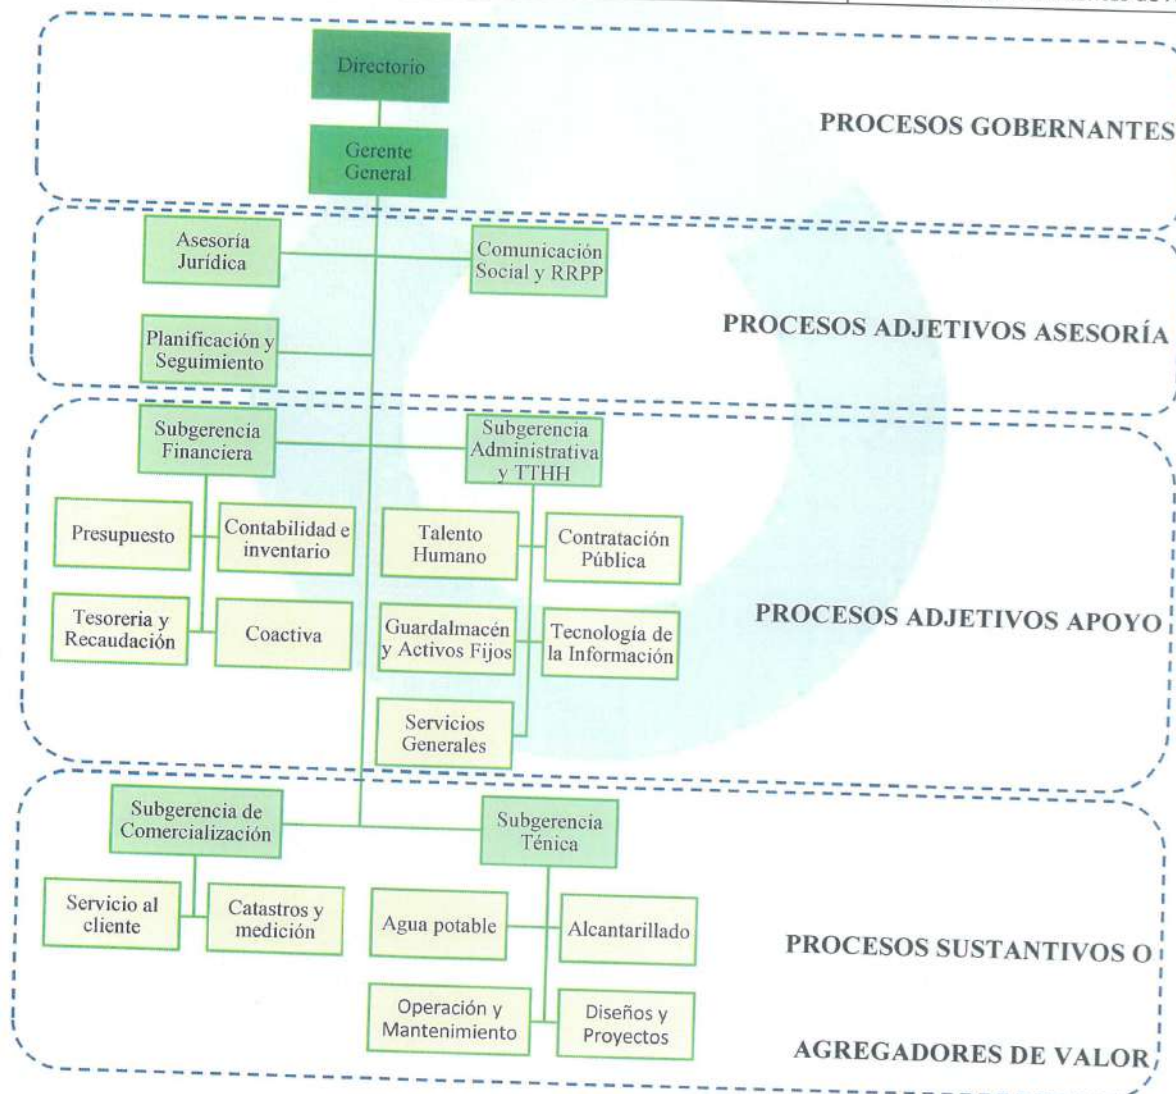 Directorio
PROCESOS GOBERNANTES
Gerente
General
Asesoría
Jurídica
Comunicación
Social y RRPP
PROCESOS ADJETIVOS ASESORÍA
Planificación y
Seguimiento
Subgerencia
Financiera
Subgerencia
Administrativa
y TTHH
Presupuesto
Contabilidad e
inventario
Talento
Humano
Contratación
Pública
Tesoreria y
Recaudación
Coactiva
Guardalmacén
y Activos Fijos
Tecnología de
la Información
PROCESOS ADJETIVOS APOYO
Servicios
Generales
Subgerencia de
Comercialización
Subgerencia
Ténica
Servicio al
cliente
Catastros y
medición
Agua potable
Alcantarillado
PROCESOS SUSTANTIVOS O
Operación y
Mantenimiento
Diseños y
Proyectos
AGREGADORES DE VALOR